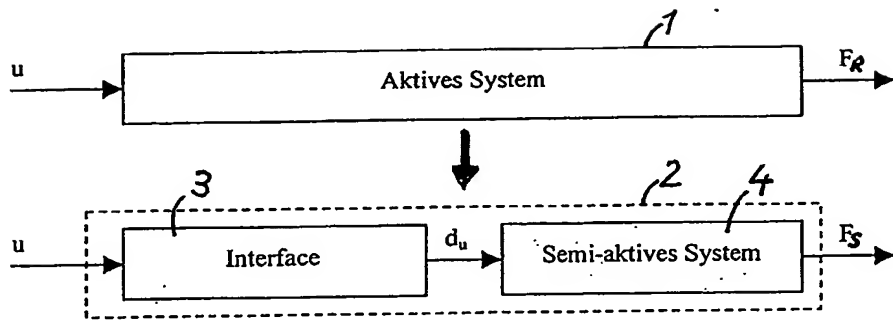 1
u
Aktives System
F_R
3
2
4
u
Interface
d_u
Semi-aktives System
F_S